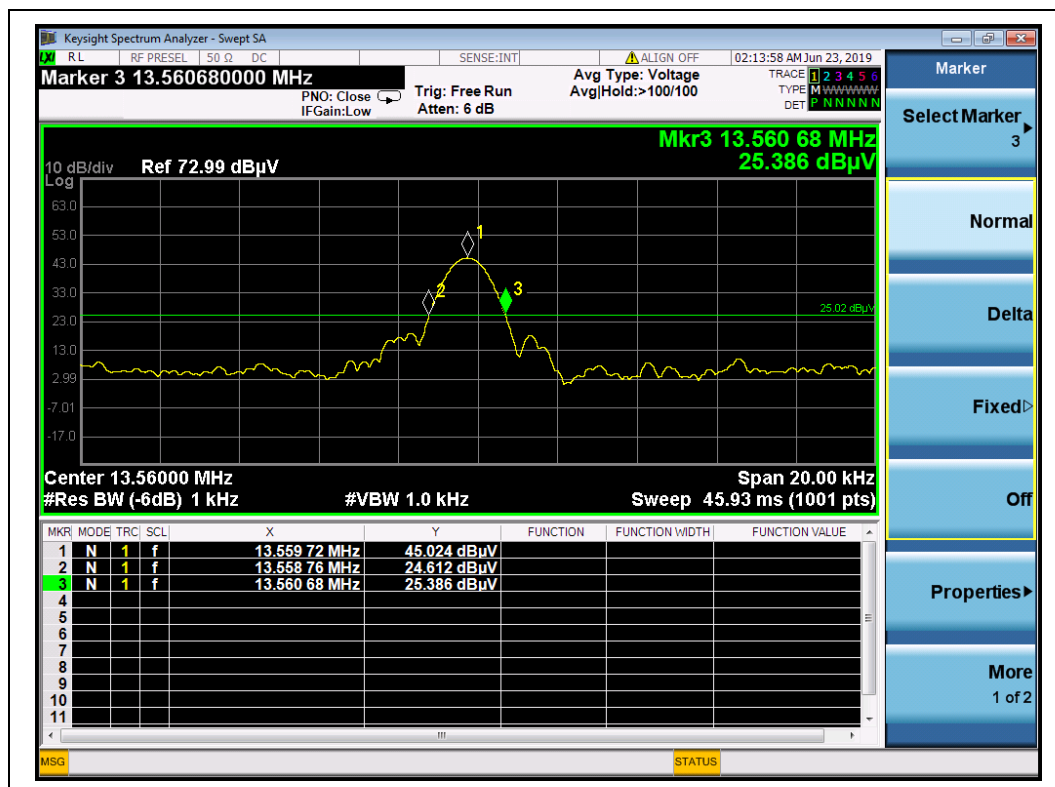 Keysight Spectrum Analyzer - Swept SA
LXI RL RF PRESEL 50 Ω DC SENSE:INT ALIGN OFF 02:13:58 AM Jun 23, 2019
Marker 3 13.560680000 MHz
PNO: Close
IFGain:Low
Trig: Free Run
Atten: 6 dB
Avg Type: Voltage
Avg|Hold:>100/100
TRACE 1 2 3 4 5 6
TYPE M WWWWW
DET P N N N N N
Mkr3 13.560 68 MHz
25.386 dBµV
10 dB/div Ref 72.99 dBµV
Log
63.0
53.0
43.0
33.0
23.0
13.0
2.99
-7.01
-17.0
1
2
3
25.02 dBµV
Center 13.56000 MHz Span 20.00 kHz
#Res BW (-6dB) 1 kHz #VBW 1.0 kHz Sweep 45.93 ms (1001 pts)
MKR MODE TRC SCL X Y FUNCTION FUNCTION WIDTH FUNCTION VALUE
1 N 1 f 13.559 72 MHz 45.024 dBµV
2 N 1 f 13.558 76 MHz 24.612 dBµV
3 N 1 f 13.560 68 MHz 25.386 dBµV
4
5
6
7
8
9
10
11
MSG STATUS
Marker
Select Marker
3
Normal
Delta
Fixed
Off
Properties
More
1 of 2